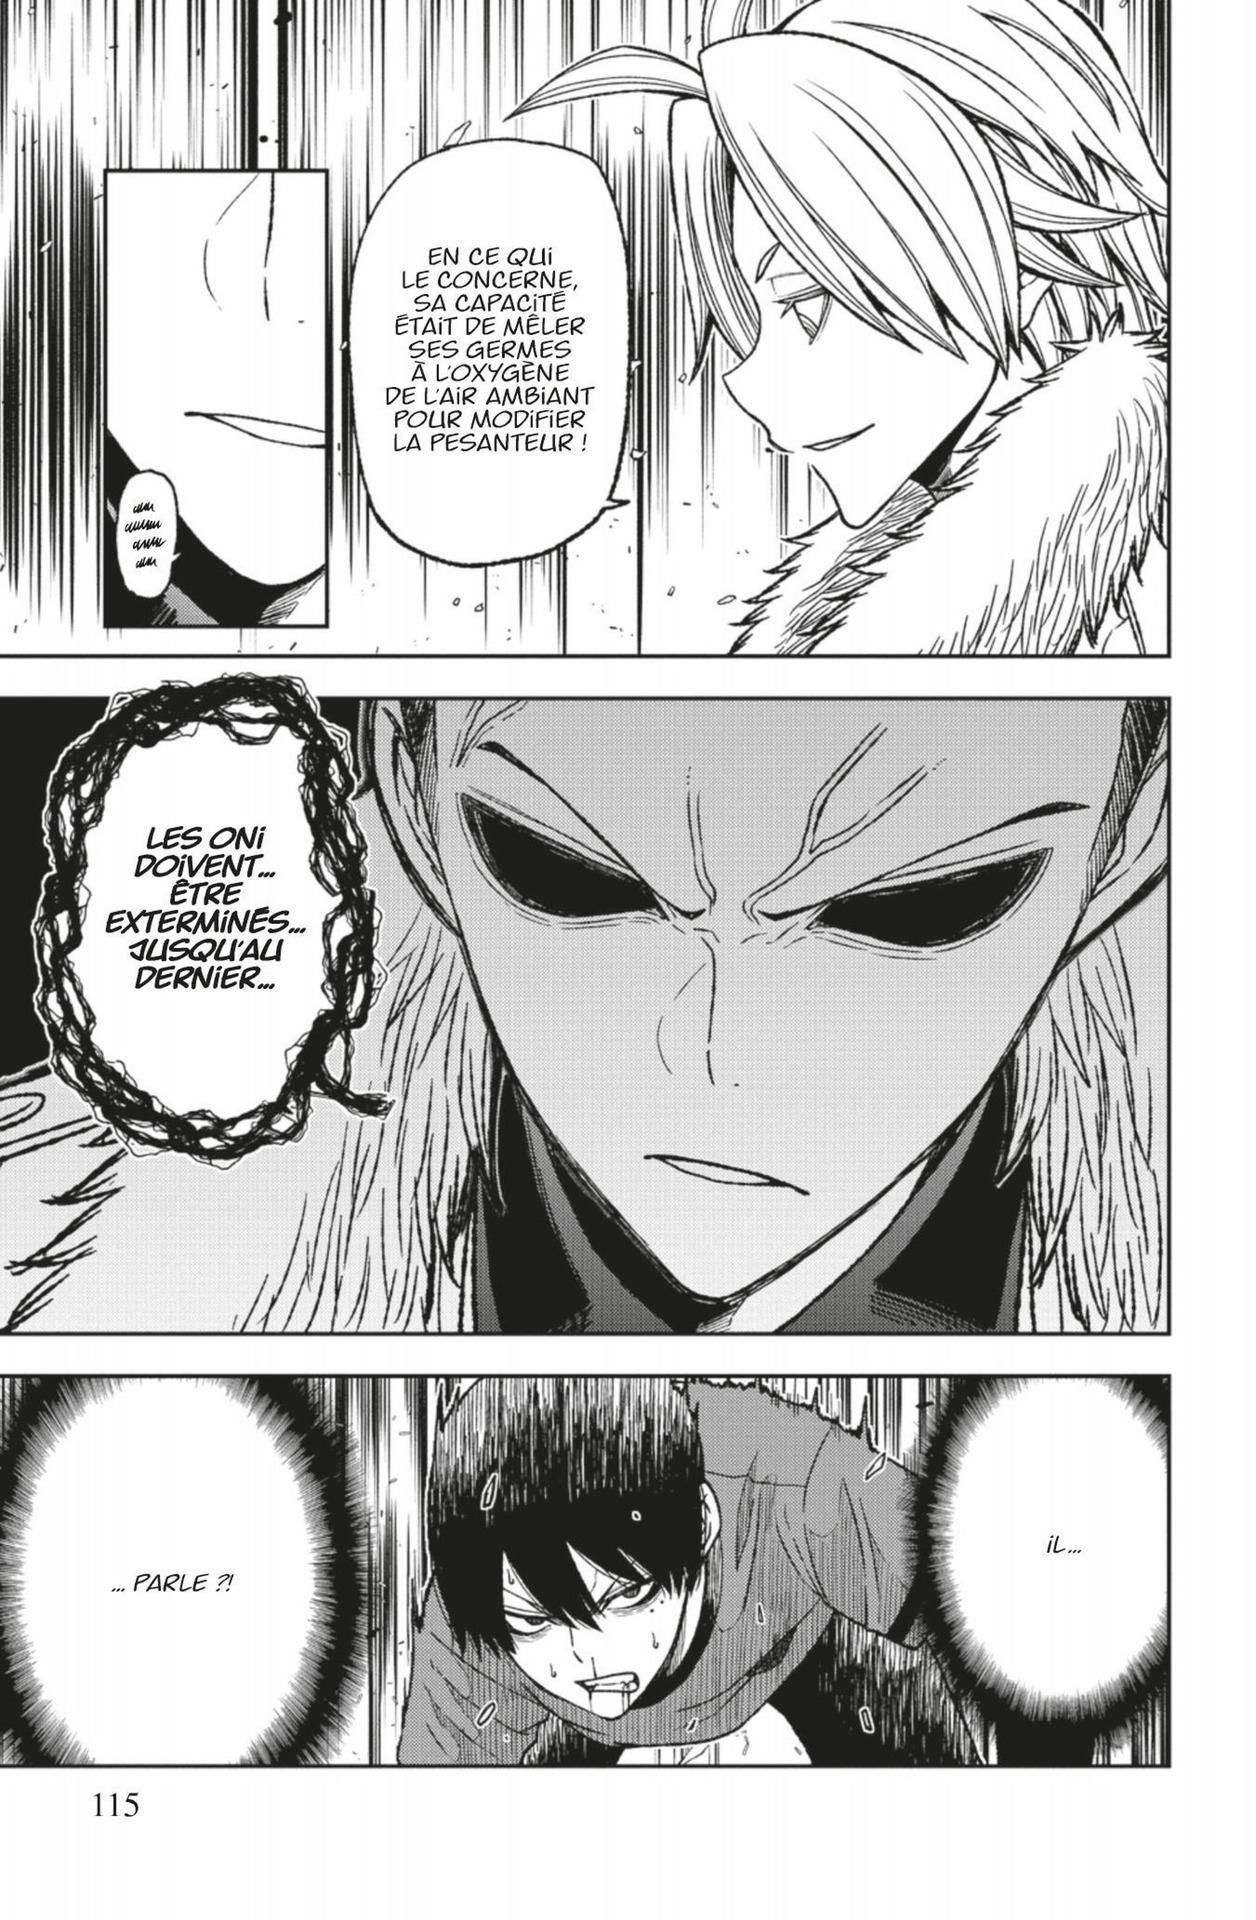 EN CE QUI
LE CONCERNE,
SA CAPACITÉ
ÉTAIT DE MÊLER
SES GERMES
À L'OXYGÈNE
DE L'AIR AMBIANT
POUR MODIFIER
LA PESANTEUR !
LES ONI
DOIVENT...
ÊTRE
EXTERMINÉS...
JUSQU'AU
DERNIER...
IL...
... PARLE ?!
115